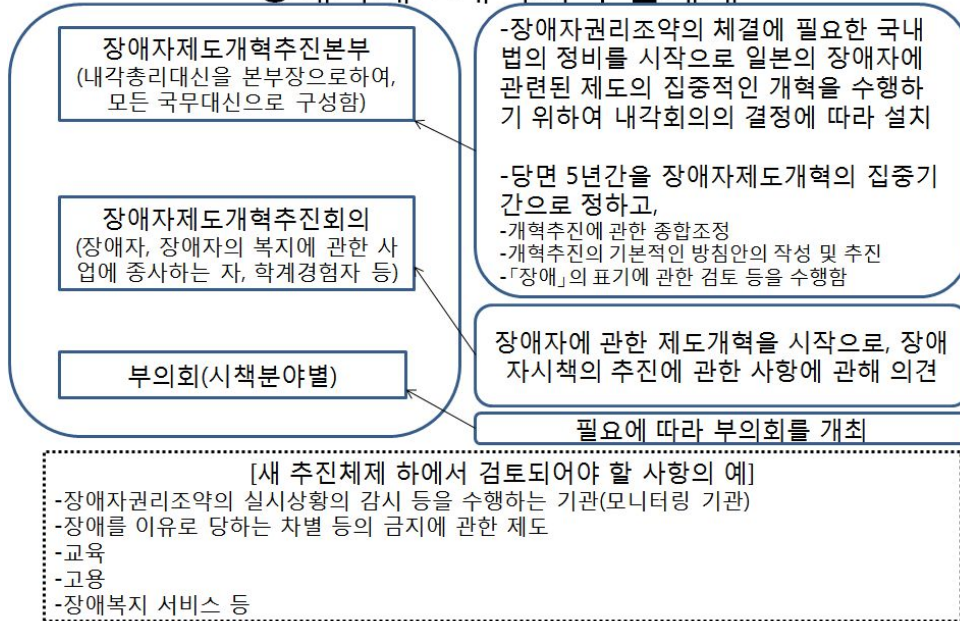 장애자제도개혁추진본부
(내각총리대신을 본부장으로하여,
모든 국무대신으로 구성함)
-장애자권리조약의 체결에 필요한 국내
법의 정비를 시작으로 일본의 장애자에
관련된 제도의 집중적인 개혁을 수행하
기 위하여 내각회의의 결정에 따라 설치
-당면 5년간을 장애자제도개혁의 집중기
간으로 정하고,
-개혁추진에 관한 종합조정
-개혁추진의 기본적인 방침안의 작성 및 추진
-「장애」의 표기에 관한 검토 등을 수행함
장애자제도개혁추진회의
(장애자, 장애자의 복지에 관한 사
업에 종사하는 자, 학계경험자 등)
장애자에 관한 제도개혁을 시작으로, 장애
자시책의 추진에 관한 사항에 관해 의견
부의회(시책분야별)
필요에 따라 부의회를 개최
[새 추진체제 하에서 검토되어야 할 사항의 예]
-장애자권리조약의 실시상황의 감시 등을 수행하는 기관(모니터링 기관)
-장애를 이유로 당하는 차별 등의 금지에 관한 제도
-교육
-고용
-장애복지 서비스 등